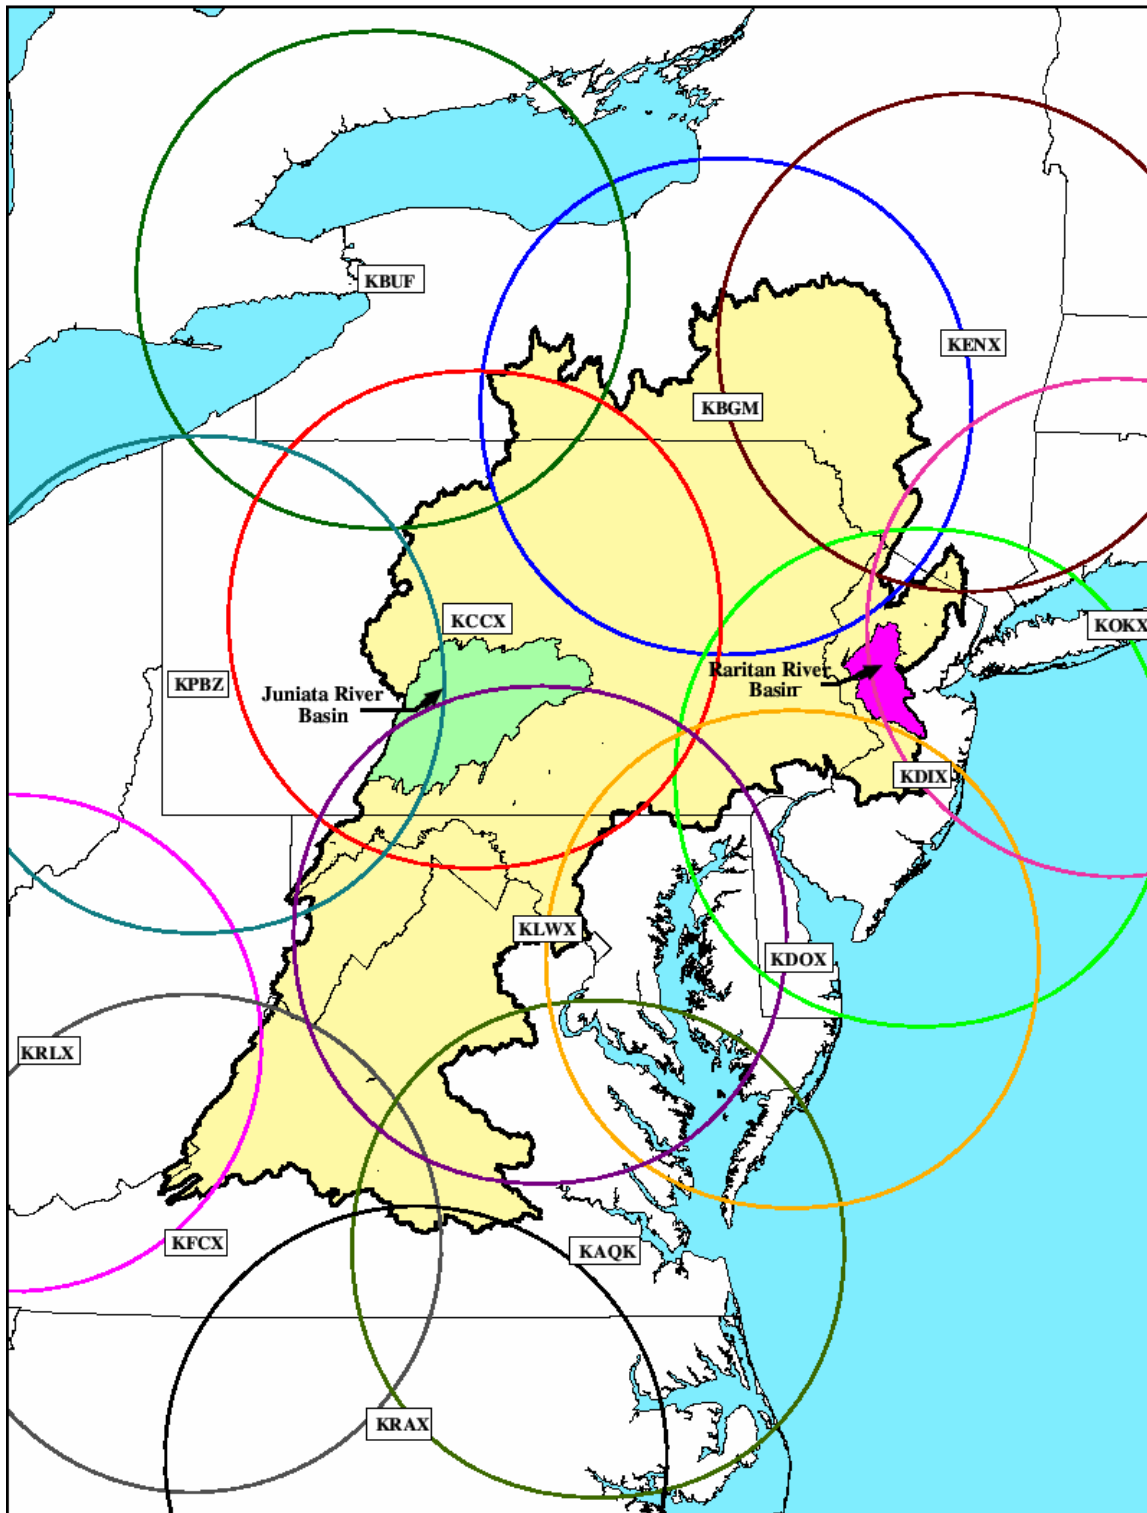 KBUF
KENX
KBGM
KCCX
KOKX
Raritan River
Basin
KPBZ
Juniata River
Basin
KDIX
KLWX
KDOX
KRLX
KFCX
KAQK
KRAX